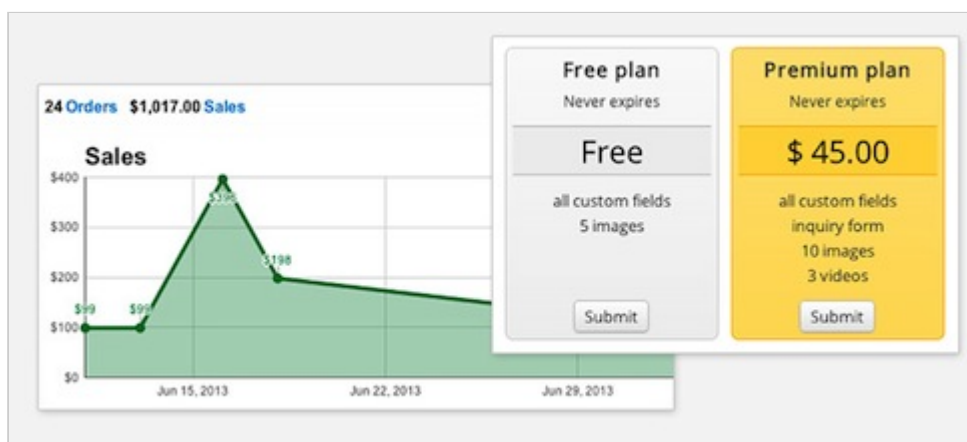 24 Orders $1,017.00 Sales
Sales
$400
$300
$200
$100
$0
$99
$99
$396
$198
Jun 15, 2013
Jun 22, 2013
Jun 29, 2013
Free plan
Never expires
Free
all custom fields
5 images
Submit
Premium plan
Never expires
$ 45.00
all custom fields
inquiry form
10 images
3 videos
Submit